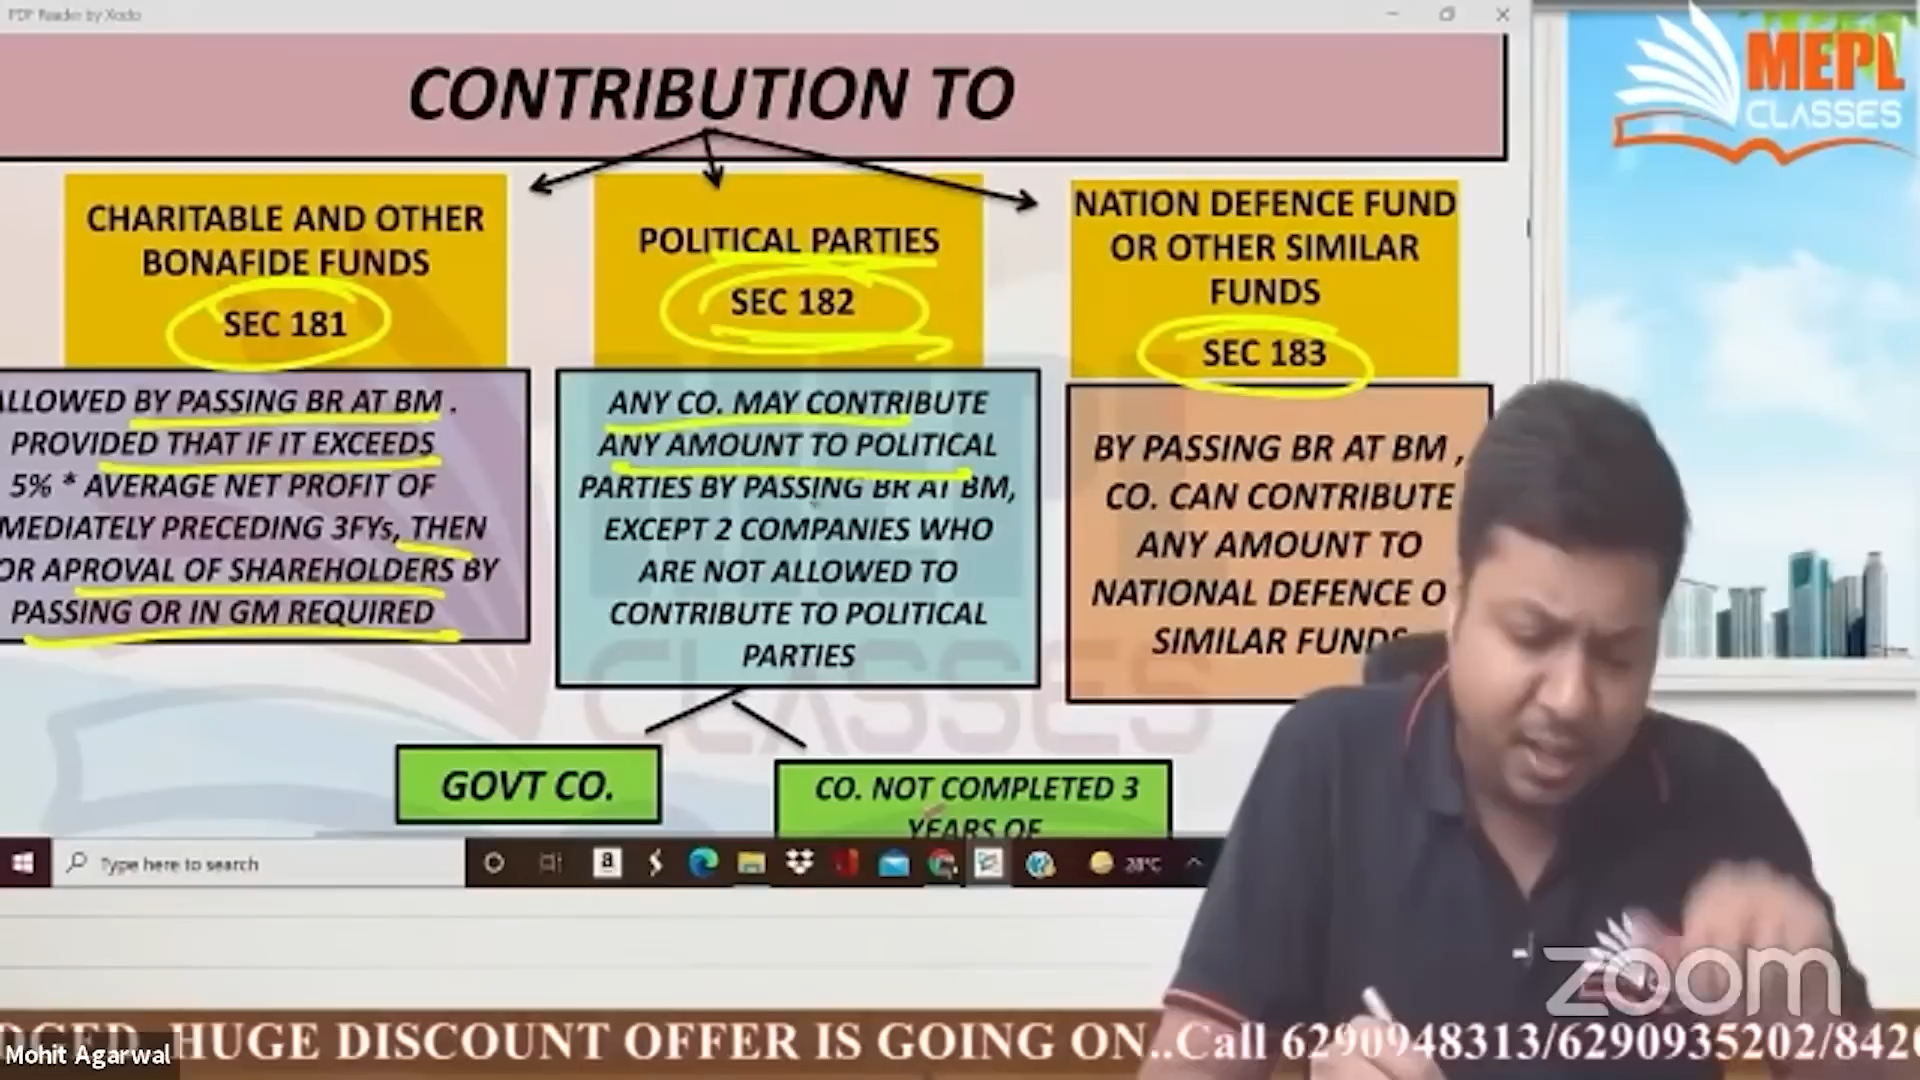 PDF Reader by Xodo
CONTRIBUTION TO
CHARITABLE AND OTHER
BONAFIDE FUNDS
SEC 181
ALLOWED BY PASSING BR AT BM .
PROVIDED THAT IF IT EXCEEDS
5% * AVERAGE NET PROFIT OF
MEDIATELY PRECEDING 3FYs, THEN
OR APROVAL OF SHAREHOLDERS BY
PASSING OR IN GM REQUIRED
POLITICAL PARTIES
SEC 182
ANY CO. MAY CONTRIBUTE
ANY AMOUNT TO POLITICAL
PARTIES BY PASSING BR AT BM,
EXCEPT 2 COMPANIES WHO
ARE NOT ALLOWED TO
CONTRIBUTE TO POLITICAL
PARTIES
GOVT CO.
CO. NOT COMPLETED 3
YEARS OF
NATION DEFENCE FUND
OR OTHER SIMILAR
FUNDS
SEC 183
BY PASSING BR AT BM ,
CO. CAN CONTRIBUTE
ANY AMOUNT TO
NATIONAL DEFENCE O
SIMILAR FUNDS
MEPL
CLASSES
CLASSES
Type here to search
28°C
zoom
DGED HUGE DISCOUNT OFFER IS GOING ON..Call 6290948313/6290935202/842
Mohit Agarwal